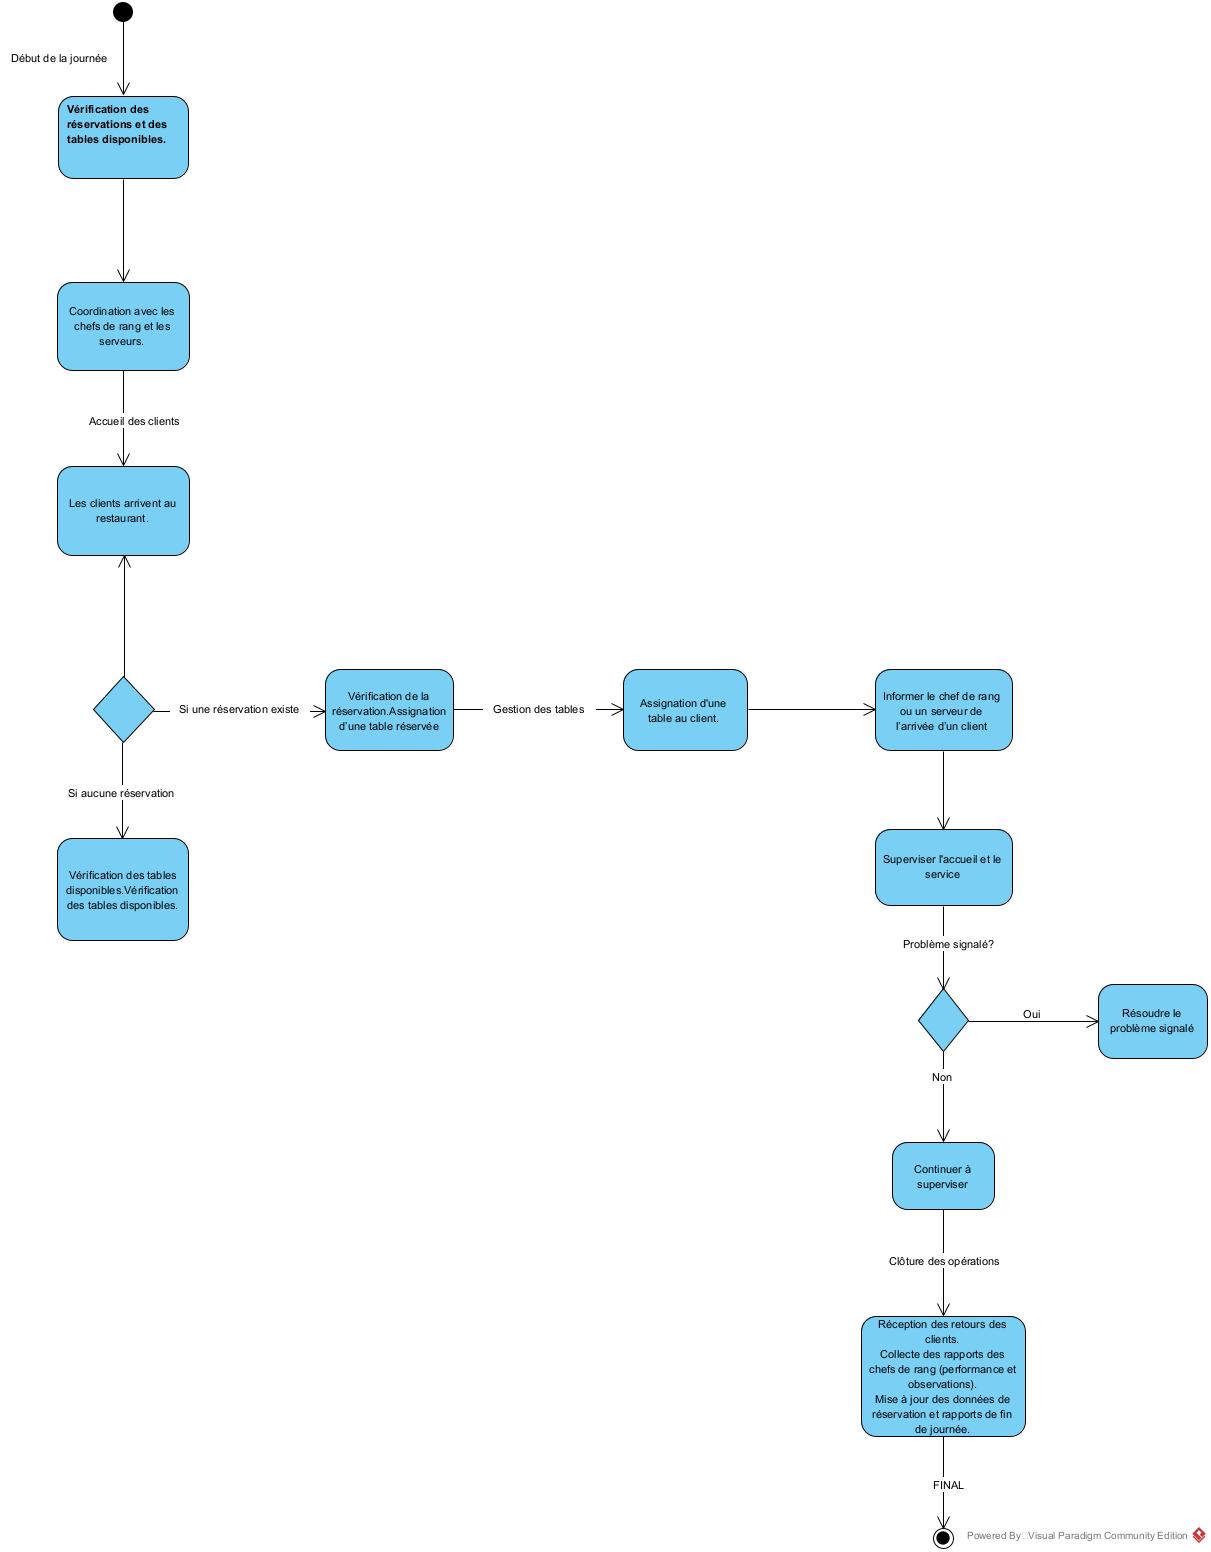 Début de la journée
Vérification des
réservations et des
tables disponibles.
Coordination avec les
chefs de rang et les
serveurs.
Accueil des clients
Les clients arrivent au
restaurant.
Si une réservation existe
Vérification de la
réservation.Assignation
d'une table réservée
Gestion des tables
Assignation d'une
table au client.
Informer le chef de rang
ou un serveur de
l'arrivée d'un client
Si aucune réservation
Vérification des tables
disponibles.Vérification
des tables disponibles.
Superviser l'accueil et le
service
Problème signalé?
Oui
Résoudre le
problème signalé
Non
Continuer à
superviser
Clôture des opérations
Réception des retours des
clients.
Collecte des rapports des
chefs de rang (performance et
observations).
Mise à jour des données de
réservation et rapports de fin
de journée.
FINAL
Powered By Visual Paradigm Community Edition